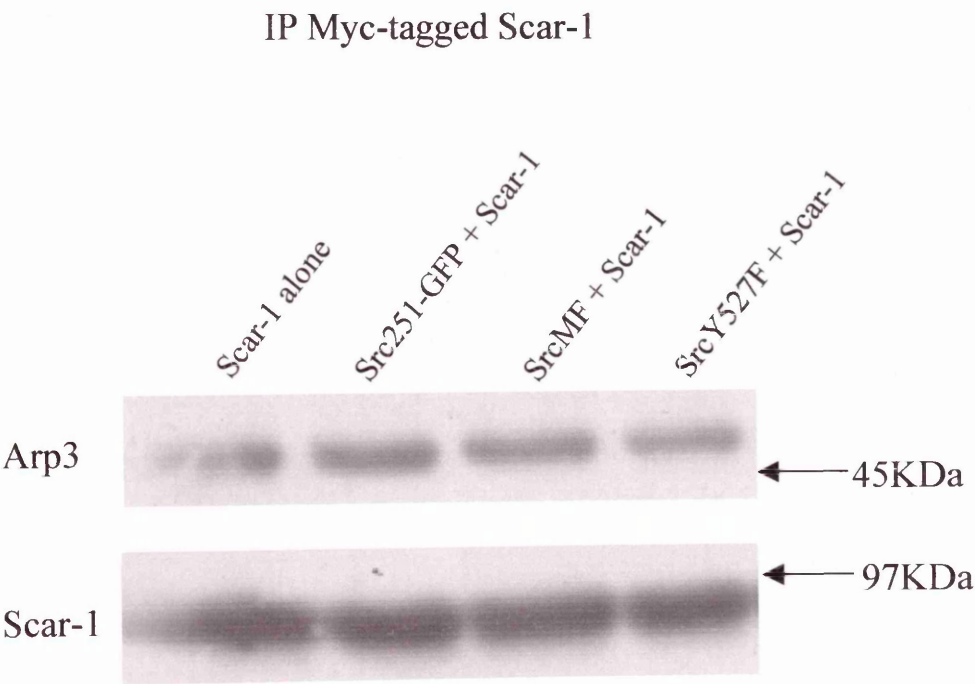 IP Myc-tagged Scar-1
Scar-1 alone
Src251-GFP + Scar-1
SrcMF + Scar-1
SrcY527F + Scar-1
Arp3
45KDa
97KDa
Scar-1